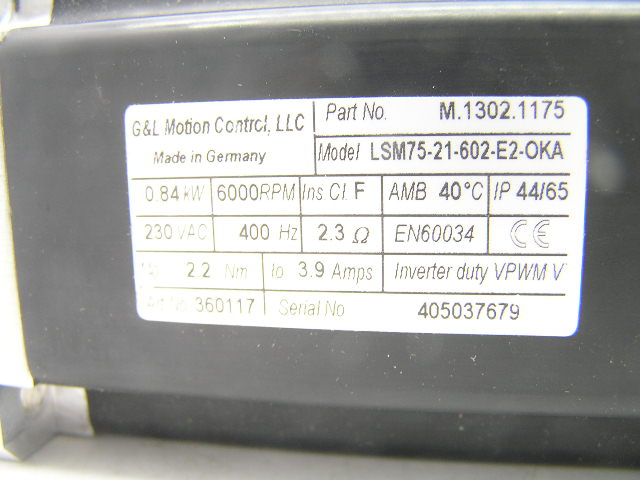 G&L Motion Control, LLC
Made in Germany
Part No. M.1302.1175
Model LSM75-21-602-E2-OKA
0.84 kW 6000RPM Ins.Cl. F AMB 40°C IP 44/65
230 VAC 400 Hz 2.3 Ω EN60034 CE
2.2 Nm Io 3.9 Amps Inverter duty VPWM V
360117 Serial No 405037679